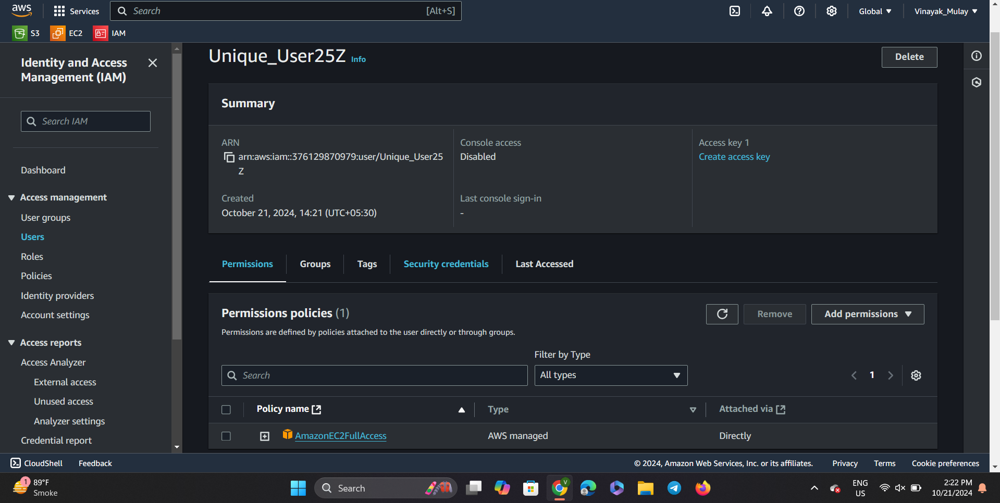 aws
Services
Search
[Alt+S]
Global
Vinayak_Mulay
S3
EC2
IAM
Identity and Access
Management (IAM)
Search IAM
Dashboard
Access management
User groups
Users
Roles
Policies
Identity providers
Account settings
Access reports
Access Analyzer
External access
Unused access
Analyzer settings
Credential report
Unique_User25Z Info
Delete
Summary
ARN
arn:aws:iam::376129870979:user/Unique_User25
Z
Console access
Disabled
Access key 1
Create access key
Created
October 21, 2024, 14:21 (UTC+05:30)
Last console sign-in
-
Permissions
Groups
Tags
Security credentials
Last Accessed
Permissions policies (1)
Permissions are defined by policies attached to the user directly or through groups.
Remove
Add permissions
Filter by Type
Search
All types
1
Policy name
Type
Attached via
AmazonEC2FullAccess
AWS managed
Directly
CloudShell
Feedback
© 2024, Amazon Web Services, Inc. or its affiliates.
Privacy
Terms
Cookie preferences
1
89°F
Smoke
Search
V
ENG
US
2:22 PM
10/21/2024